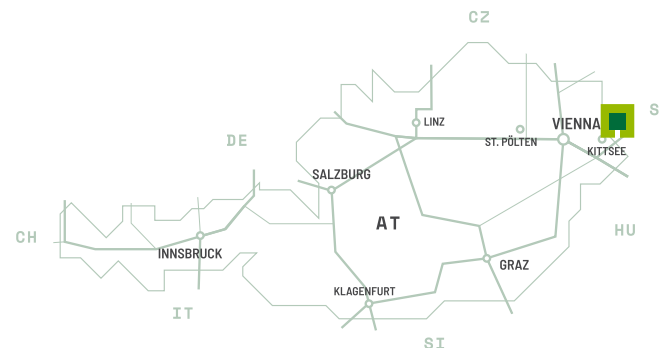 CZ
S
LINZ
VIENNA
ST. PÖLTEN
KITTSEE
DE
SALZBURG
AT
HU
CH
INNSBRUCK
GRAZ
KLAGENFURT
IT
SI